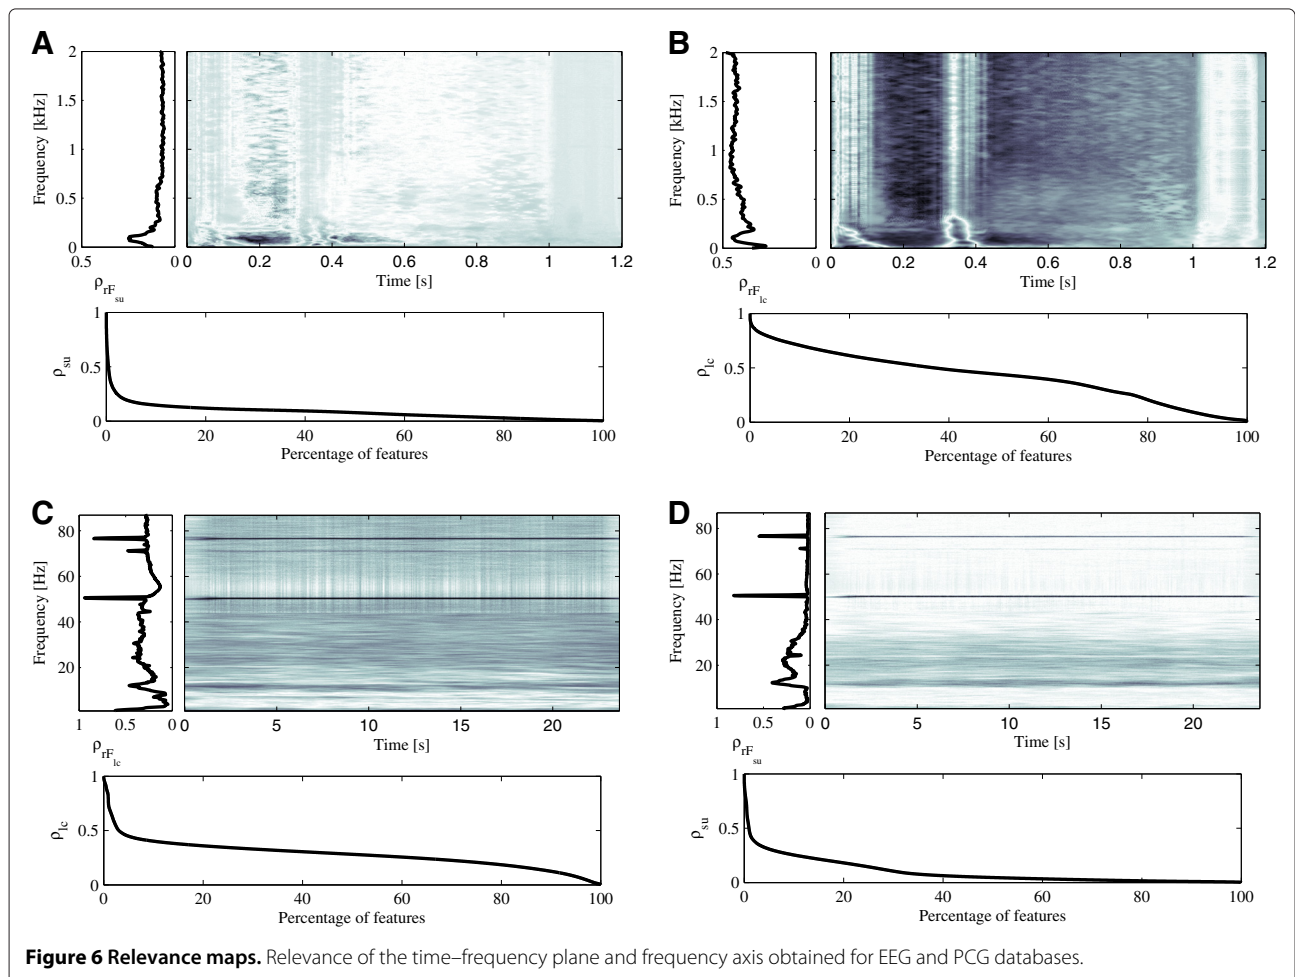 A
2
1.5
1
0.5
0
Frequency [kHz]
0.5 0
ρrFsu
0 0.2 0.4 0.6 0.8 1 1.2
Time [s]
1
0.5
0
ρsu
0 20 40 60 80 100
Percentage of features
B
2
1.5
1
0.5
0
Frequency [kHz]
0.5 0
ρrFlc
0 0.2 0.4 0.6 0.8 1 1.2
Time [s]
1
0.5
0
ρlc
0 20 40 60 80 100
Percentage of features
C
80
60
40
20
Frequency [Hz]
1 0.5 0
ρrFlc
0 5 10 15 20
Time [s]
1
0.5
0
ρlc
0 20 40 60 80 100
Percentage of features
D
80
60
40
20
Frequency [Hz]
1 0.5 0
ρrFsu
0 5 10 15 20
Time [s]
1
0.5
0
ρsu
0 20 40 60 80 100
Percentage of features
Figure 6 Relevance maps. Relevance of the time–frequency plane and frequency axis obtained for EEG and PCG databases.